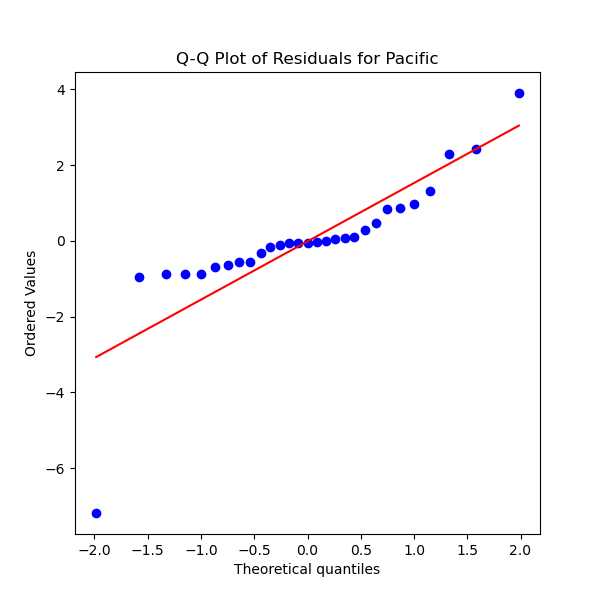 Q-Q Plot of Residuals for Pacific
4
2
0
−2
−4
−6
Ordered Values
−2.0 −1.5 −1.0 −0.5 0.0 0.5 1.0 1.5 2.0
Theoretical quantiles